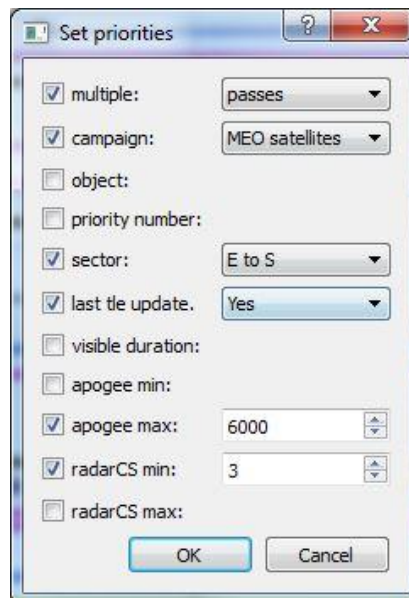 Set priorities
multiple: passes
campaign: MEO satellites
object:
priority number:
sector: E to S
last tle update. Yes
visible duration:
apogee min:
apogee max: 6000
radarCS min: 3
radarCS max:
OK Cancel